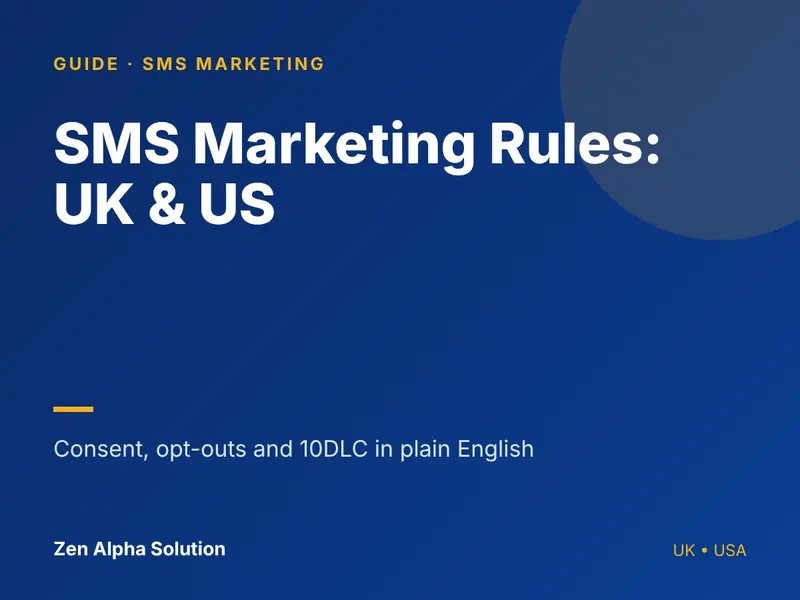 GUIDE · SMS MARKETING
SMS Marketing Rules:
UK & US
Consent, opt-outs and 10DLC in plain English
Zen Alpha Solution
UK • USA